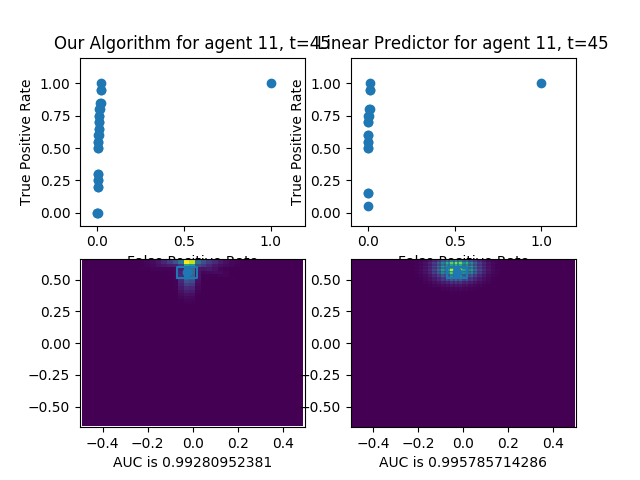 Our Algorithm for agent 11, t=45
Linear Predictor for agent 11, t=45
True Positive Rate
1.00
0.75
0.50
0.25
0.00
0.0 0.5 1.0
False Positive Rate
True Positive Rate
1.00
0.75
0.50
0.25
0.00
0.0 0.5 1.0
False Positive Rate
0.50
0.25
0.00
−0.25
−0.50
−0.4 −0.2 0.0 0.2 0.4
AUC is 0.99280952381
0.50
0.25
0.00
−0.25
−0.50
−0.4 −0.2 0.0 0.2 0.4
AUC is 0.995785714286